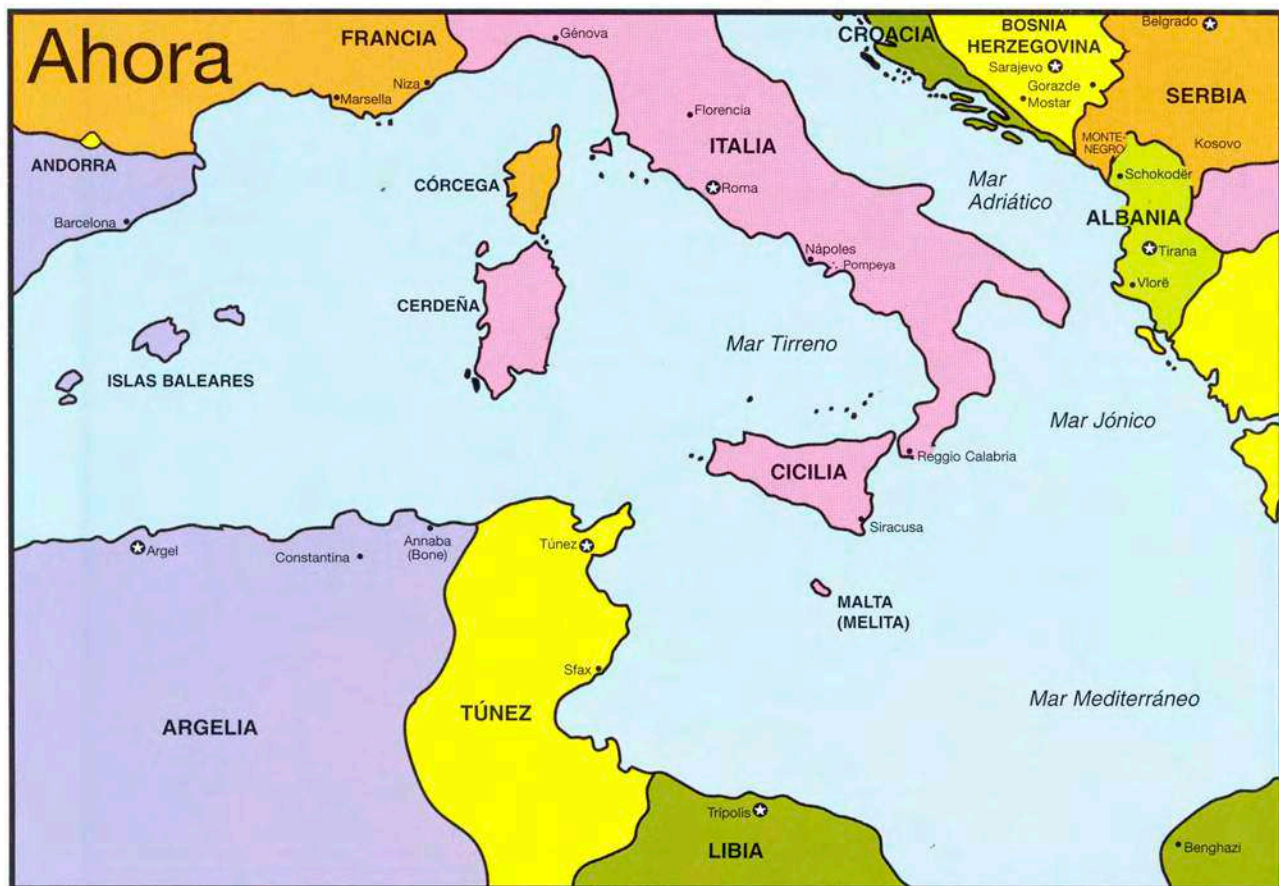 Ahora
FRANCIA
Génova
Niza
Marsella
ANDORRA
Barcelona
CÓRCEGA
CERDEÑA
ISLAS BALEARES
Florencia
ITALIA
Roma
Nápoles
Pompeya
Mar Tirreno
CROACIA
BOSNIA
HERZEGOVINA
Sarajevo
Gorazde
Mostar
Belgrado
SERBIA
MONTE-
NEGRO
Kosovo
Schokodër
Mar
Adriático
ALBANIA
Tirana
Vlorë
Mar Jónico
Reggio Calabria
CICILIA
Siracusa
MALTA
(MELITA)
Argel
Constantina
Annaba
(Bone)
Túnez
Sfax
ARGELIA
TÚNEZ
Mar Mediterráneo
Trípolis
LIBIA
Benghazi